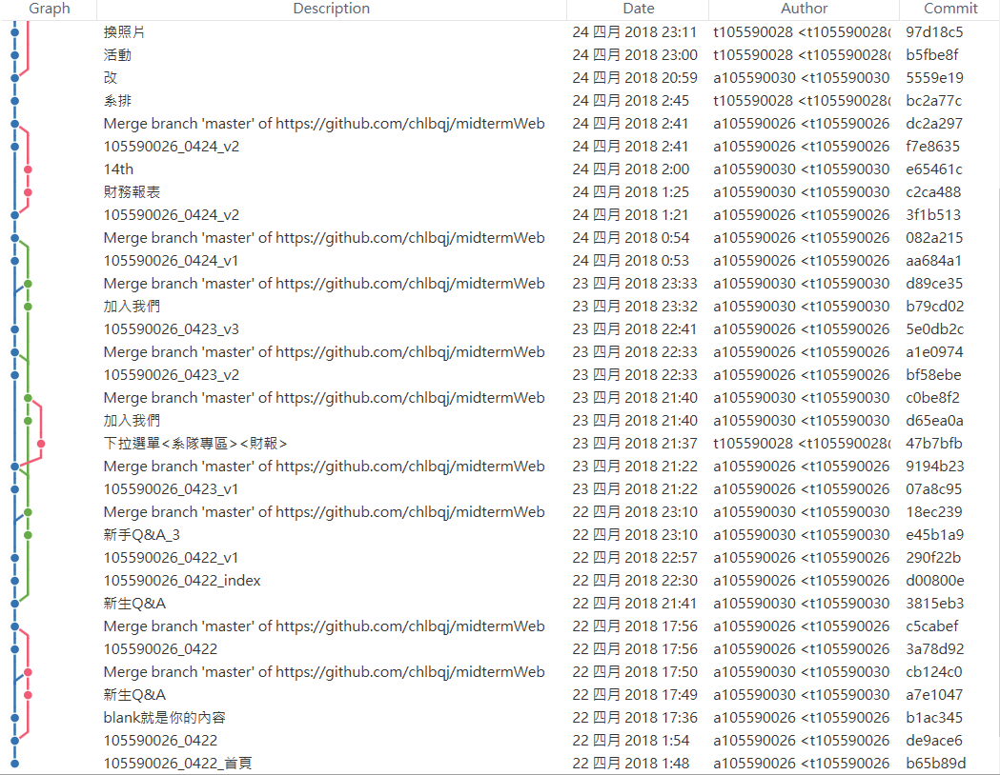 Graph Description Date Author Commit
換照片 24 四月 2018 23:11 t105590028 <t105590028( 97d18c5
活動 24 四月 2018 23:00 t105590028 <t105590028( b5fbe8f
改 24 四月 2018 20:59 a105590030 <t105590030 5559e19
系排 24 四月 2018 2:45 t105590028 <t105590028( bc2a77c
Merge branch 'master' of https://github.com/chlbqj/midtermWeb 24 四月 2018 2:41 a105590026 <t105590026 dc2a297
105590026_0424_v2 24 四月 2018 2:41 a105590026 <t105590026 f7e8635
14th 24 四月 2018 2:00 a105590030 <t105590030 e65461c
財務報表 24 四月 2018 1:25 a105590030 <t105590030 c2ca488
105590026_0424_v2 24 四月 2018 1:21 a105590026 <t105590026 3f1b513
Merge branch 'master' of https://github.com/chlbqj/midtermWeb 24 四月 2018 0:54 a105590026 <t105590026 082a215
105590026_0424_v1 24 四月 2018 0:53 a105590026 <t105590026 aa684a1
Merge branch 'master' of https://github.com/chlbqj/midtermWeb 23 四月 2018 23:33 a105590030 <t105590030 d89ce35
加入我們 23 四月 2018 23:32 a105590030 <t105590030 b79cd02
105590026_0423_v3 23 四月 2018 22:41 a105590026 <t105590026 5e0db2c
Merge branch 'master' of https://github.com/chlbqj/midtermWeb 23 四月 2018 22:33 a105590026 <t105590026 a1e0974
105590026_0423_v2 23 四月 2018 22:33 a105590026 <t105590026 bf58ebe
Merge branch 'master' of https://github.com/chlbqj/midtermWeb 23 四月 2018 21:40 a105590030 <t105590030 c0be8f2
加入我們 23 四月 2018 21:40 a105590030 <t105590030 d65ea0a
下拉選單<系隊專區><財報> 23 四月 2018 21:37 t105590028 <t105590028( 47b7bfb
Merge branch 'master' of https://github.com/chlbqj/midtermWeb 23 四月 2018 21:22 a105590026 <t105590026 9194b23
105590026_0423_v1 23 四月 2018 21:22 a105590026 <t105590026 07a8c95
Merge branch 'master' of https://github.com/chlbqj/midtermWeb 22 四月 2018 23:10 a105590030 <t105590030 18ec239
新手Q&A_3 22 四月 2018 23:10 a105590030 <t105590030 e45b1a9
105590026_0422_v1 22 四月 2018 22:57 a105590026 <t105590026 290f22b
105590026_0422_index 22 四月 2018 22:30 a105590026 <t105590026 d00800e
新生Q&A 22 四月 2018 21:41 a105590030 <t105590030 3815eb3
Merge branch 'master' of https://github.com/chlbqj/midtermWeb 22 四月 2018 17:56 a105590026 <t105590026 c5cabef
105590026_0422 22 四月 2018 17:56 a105590026 <t105590026 3a78d92
Merge branch 'master' of https://github.com/chlbqj/midtermWeb 22 四月 2018 17:50 a105590030 <t105590030 cb124c0
新生Q&A 22 四月 2018 17:49 a105590030 <t105590030 a7e1047
blank就是你的內容 22 四月 2018 17:36 a105590026 <t105590026 b1ac345
105590026_0422 22 四月 2018 1:54 a105590026 <t105590026 de9ace6
105590026_0422_首頁 22 四月 2018 1:48 a105590026 <t105590026 b65b89d